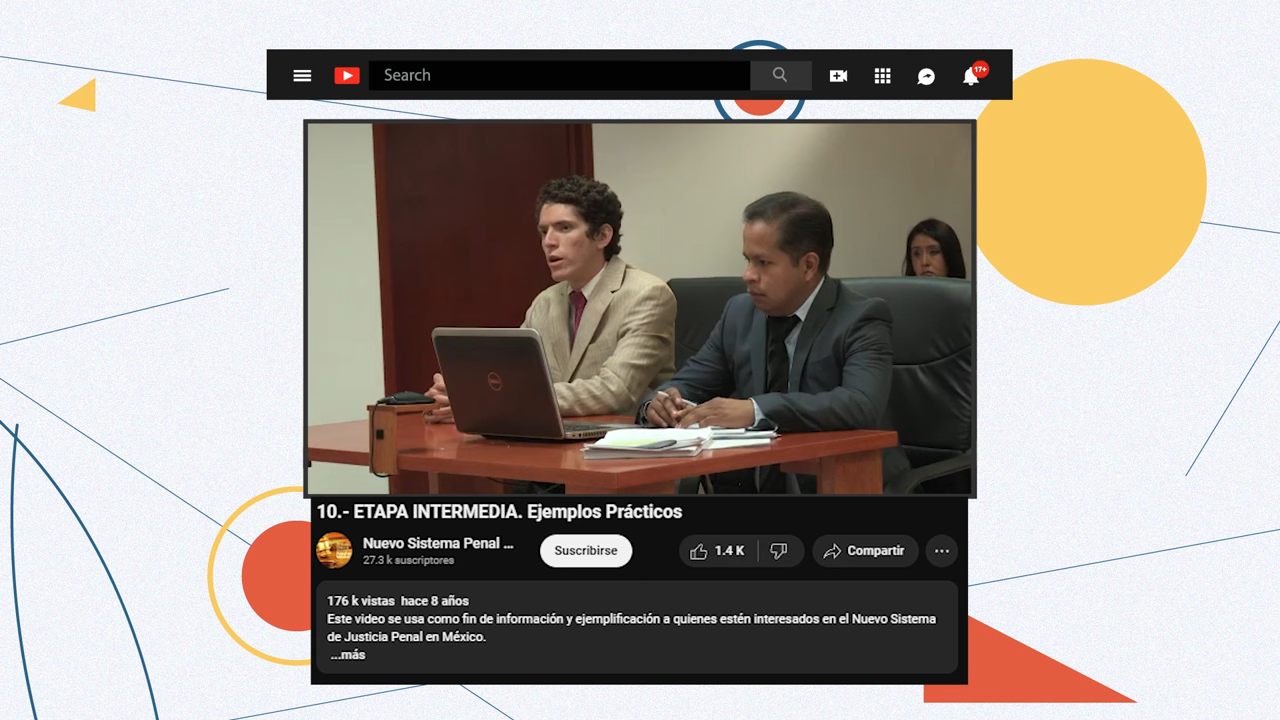 Search
17+
DELL
10.- ETAPA INTERMEDIA. Ejemplos Prácticos
Nuevo Sistema Penal ...
27.3 k suscriptores
Suscribirse
1.4 K
Compartir
176 k vistas hace 8 años
Este video se usa como fin de información y ejemplificación a quienes estén interesados en el Nuevo Sistema
de Justicia Penal en México.
...más